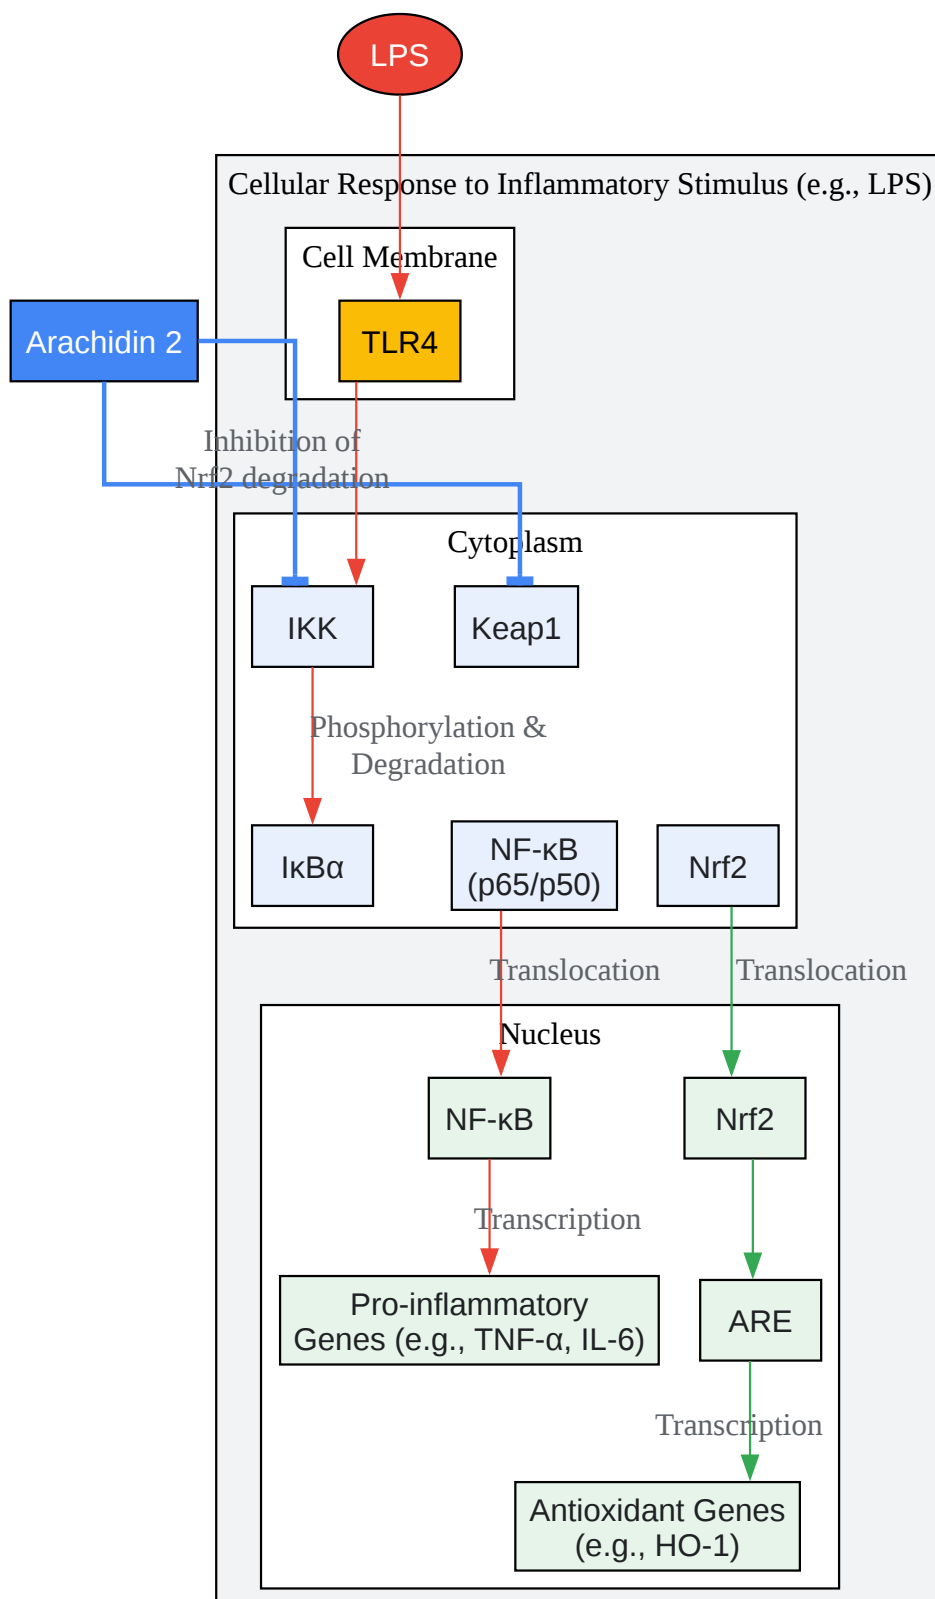 LPS
Cellular Response to Inflammatory Stimulus (e.g., LPS)
Cell Membrane
Arachidin 2
TLR4
Inhibition of
Nrf2 degradation
Cytoplasm
IKK
Keap1
Phosphorylation &
Degradation
IκBα
NF-κB
(p65/p50)
Nrf2
Translocation
Translocation
Nucleus
NF-κB
Nrf2
Transcription
Pro-inflammatory
Genes (e.g., TNF-α, IL-6)
ARE
Transcription
Antioxidant Genes
(e.g., HO-1)